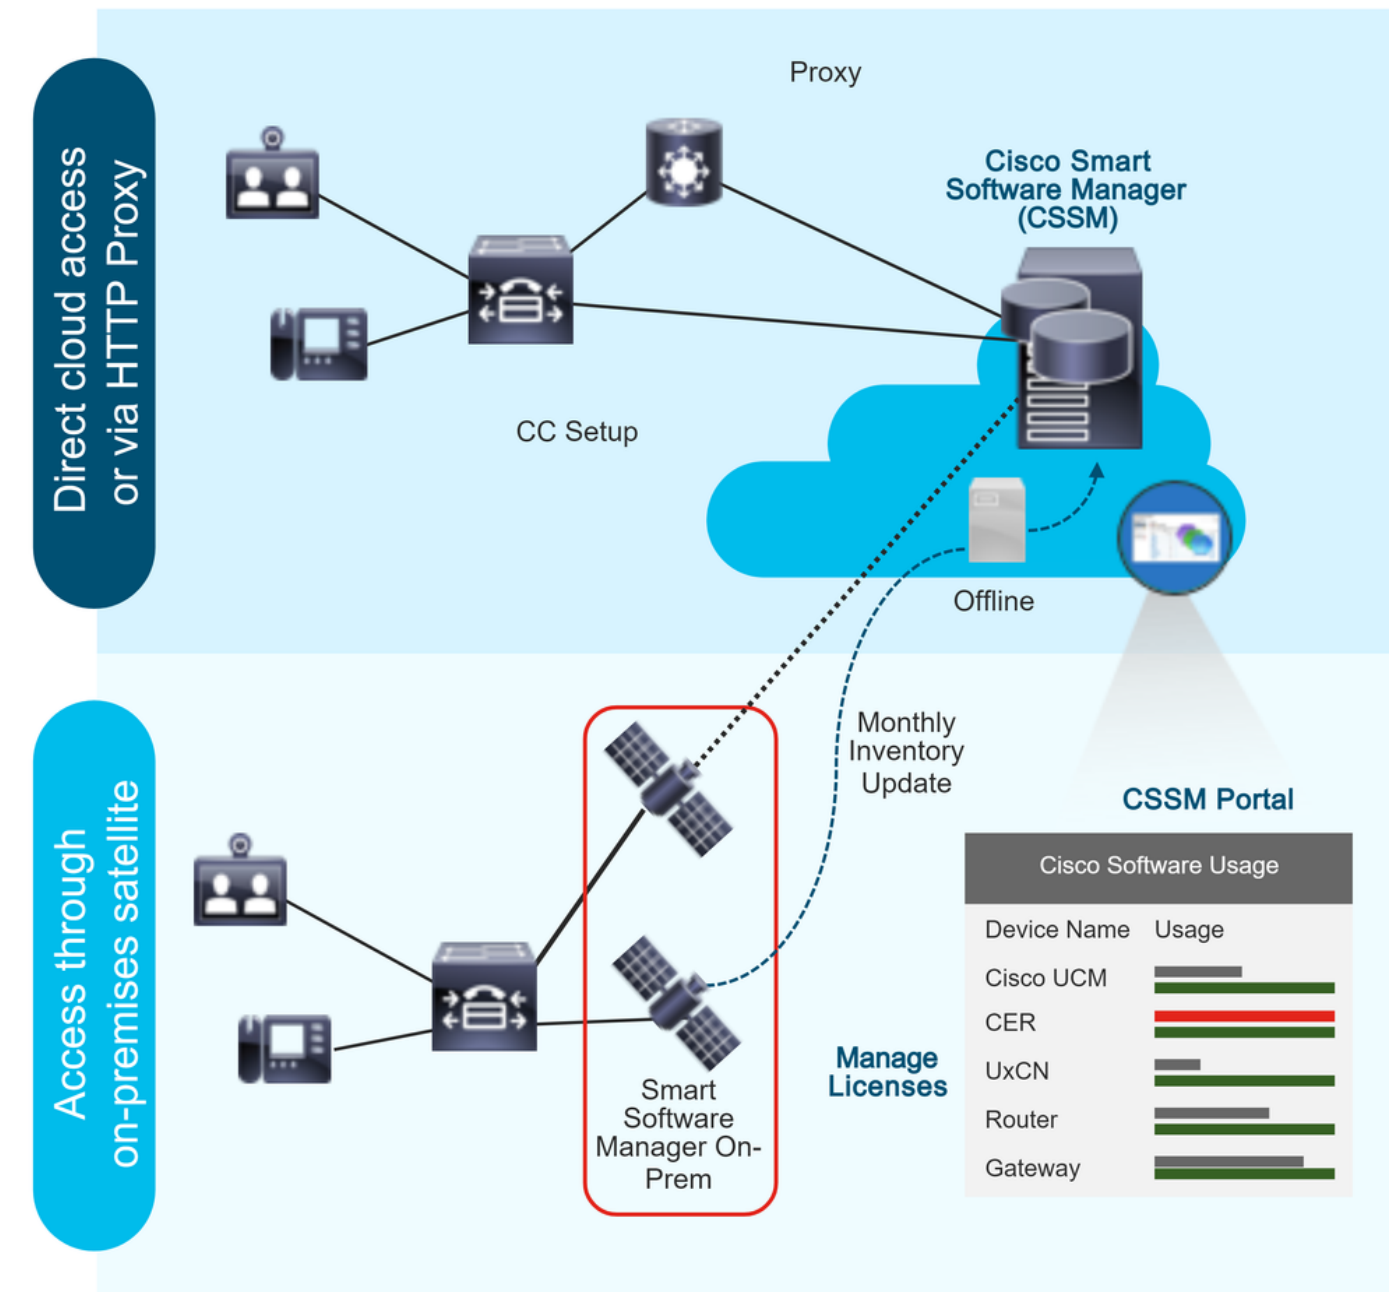 Direct cloud access
or via HTTP Proxy
Proxy
Cisco Smart
Software Manager
(CSSM)
CC Setup
Offline
Access through
on-premises satellite
Monthly
Inventory
Update
Smart
Software
Manager On-
Prem
Manage
Licenses
CSSM Portal
Cisco Software Usage
Device Name Usage
Cisco UCM
CER
UxCN
Router
Gateway